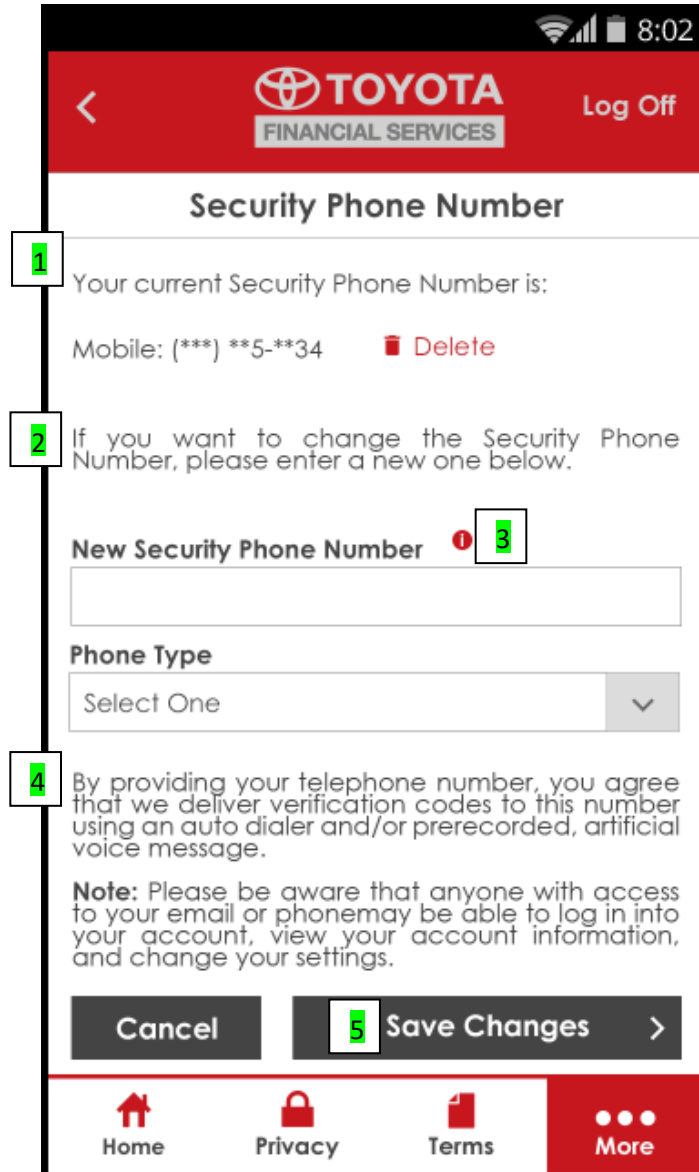 8:02
TOYOTA
FINANCIAL SERVICES
Log Off
Security Phone Number
1
Your current Security Phone Number is:
Mobile: (***) **5-**34 Delete
2
If you want to change the Security Phone
Number, please enter a new one below.
New Security Phone Number i 3
Phone Type
Select One
4
By providing your telephone number, you agree
that we deliver verification codes to this number
using an auto dialer and/or prerecorded, artificial
voice message.
Note: Please be aware that anyone with access
to your email or phonemay be able to log in into
your account, view your account information,
and change your settings.
Cancel 5 Save Changes
Home Privacy Terms More